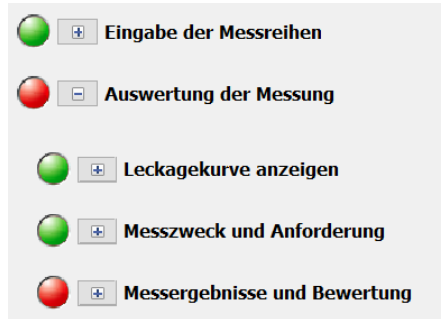 Eingabe der Messreihen
Auswertung der Messung
Leckagekurve anzeigen
Messzweck und Anforderung
Messergebnisse und Bewertung